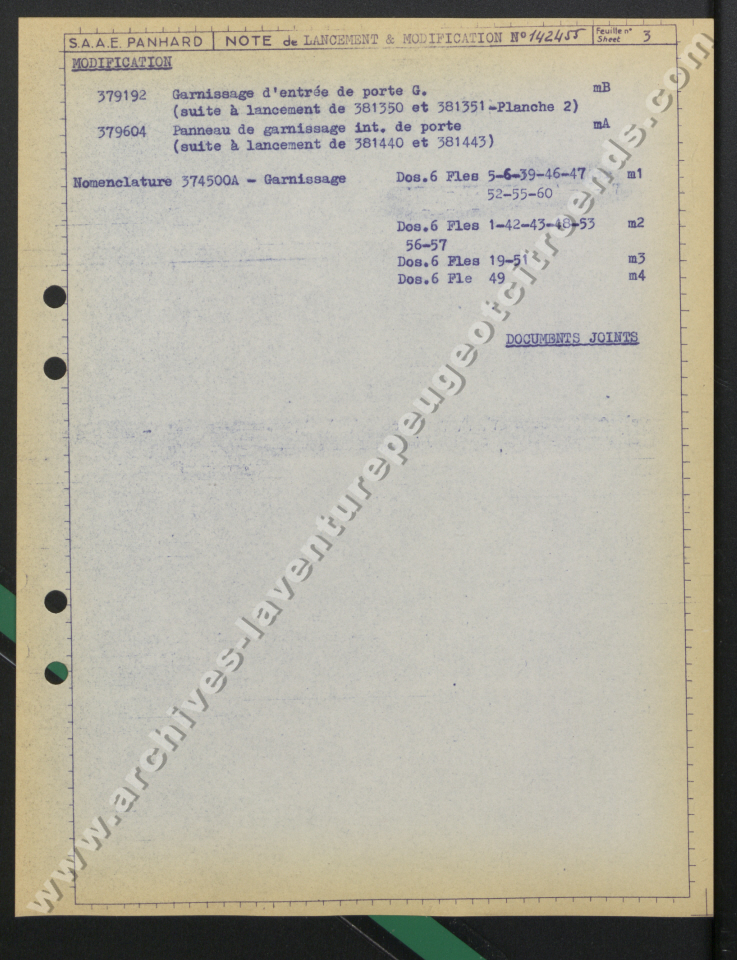 S.A.A.E. PANHARD NOTE de LANCEMENT & MODIFICATION N° 142455 Feuille n° Sheet 3
MODIFICATION
379192 Garnissage d'entrée de porte G. mB
(suite à lancement de 381350 et 381351-Planche 2)
379604 Panneau de garnissage int. de porte mA
(suite à lancement de 381440 et 381443)
Nomenclature 374500A - Garnissage Dos.6 Fles 5-6-39-46-47 m1
52-55-60
Dos.6 Fles 1-42-43-48-53 m2
56-57
Dos.6 Fles 19-51 m3
Dos.6 Fle 49 m4
DOCUMENTS JOINTS
www.archives-laventurepeugeotcitroends.com